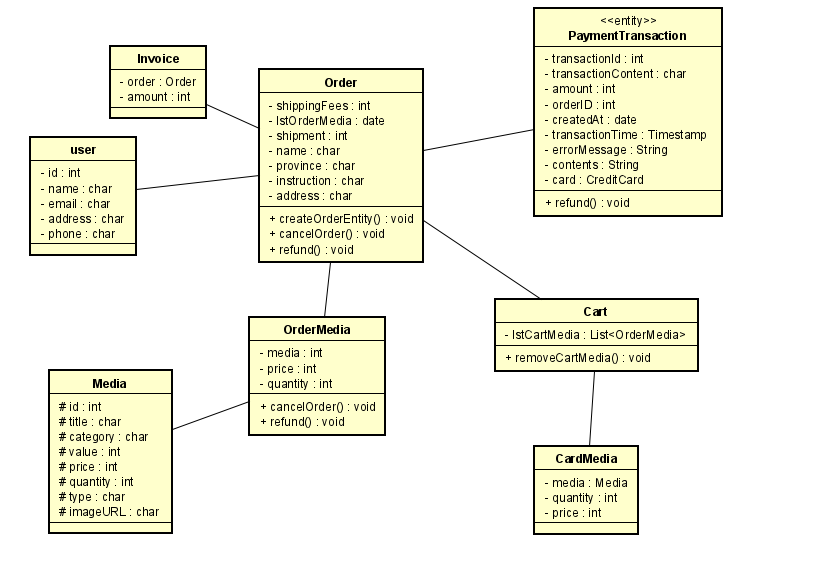 Invoice
- order : Order
- amount : int
user
- id : int
- name : char
- email : char
- address : char
- phone : char
Order
- shippingFees : int
- lstOrderMedia : date
- shipment : int
- name : char
- province : char
- instruction : char
- address : char
+ createOrderEntity() : void
+ cancelOrder() : void
+ refund() : void
<<entity>>
PaymentTransaction
- transactionId : int
- transactionContent : char
- amount : int
- orderID : int
- createdAt : date
- transactionTime : Timestamp
- errorMessage : String
- contents : String
- card : CreditCard
+ refund() : void
OrderMedia
- media : int
- price : int
- quantity : int
+ cancelOrder() : void
+ refund() : void
Cart
- lstCartMedia : List<OrderMedia>
+ removeCartMedia() : void
Media
# id : int
# title : char
# category : char
# value : int
# price : int
# quantity : int
# type : char
# imageURL : char
CardMedia
- media : Media
- quantity : int
- price : int